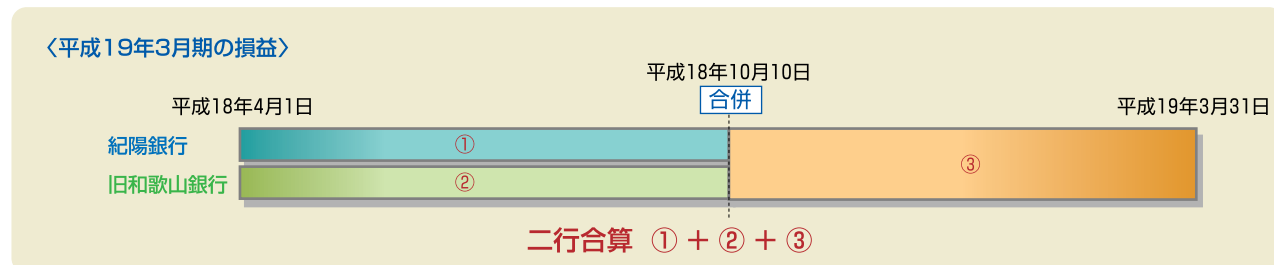 〈平成19年3月期の損益〉
平成18年10月10日
合併
平成18年4月1日
平成19年3月31日
紀陽銀行
①
③
旧和歌山銀行
②
二行合算 ①＋②＋③